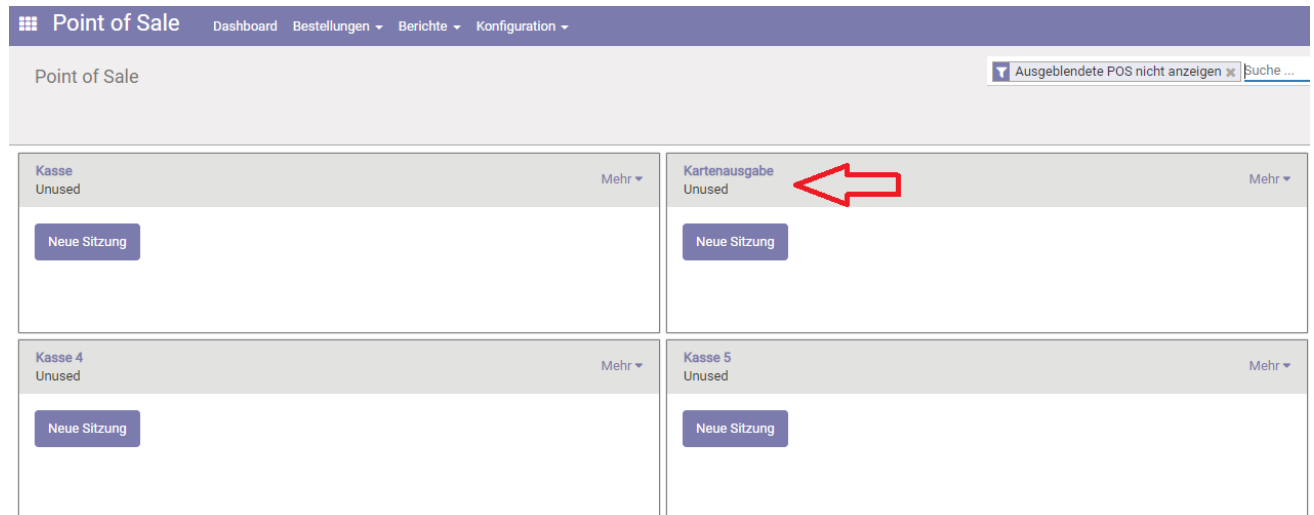 Point of Sale Dashboard Bestellungen Berichte Konfiguration
Point of Sale
Ausgeblendete POS nicht anzeigen Suche ...
Kasse
Unused
Mehr
Neue Sitzung
Kartenausgabe
Unused
Mehr
Neue Sitzung
Kasse 4
Unused
Mehr
Neue Sitzung
Kasse 5
Unused
Mehr
Neue Sitzung